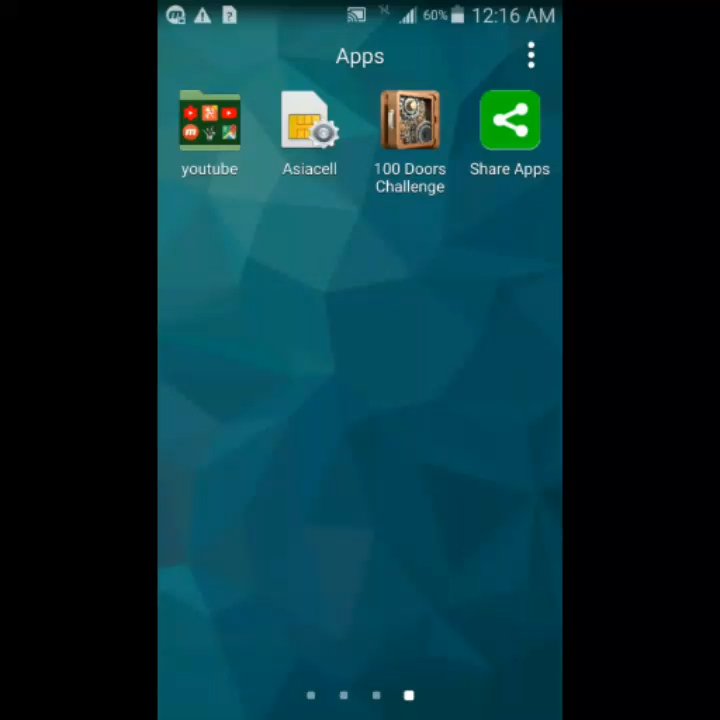 60% 12:16 AM
Apps
youtube
Asiacell
100 Doors
Challenge
Share Apps